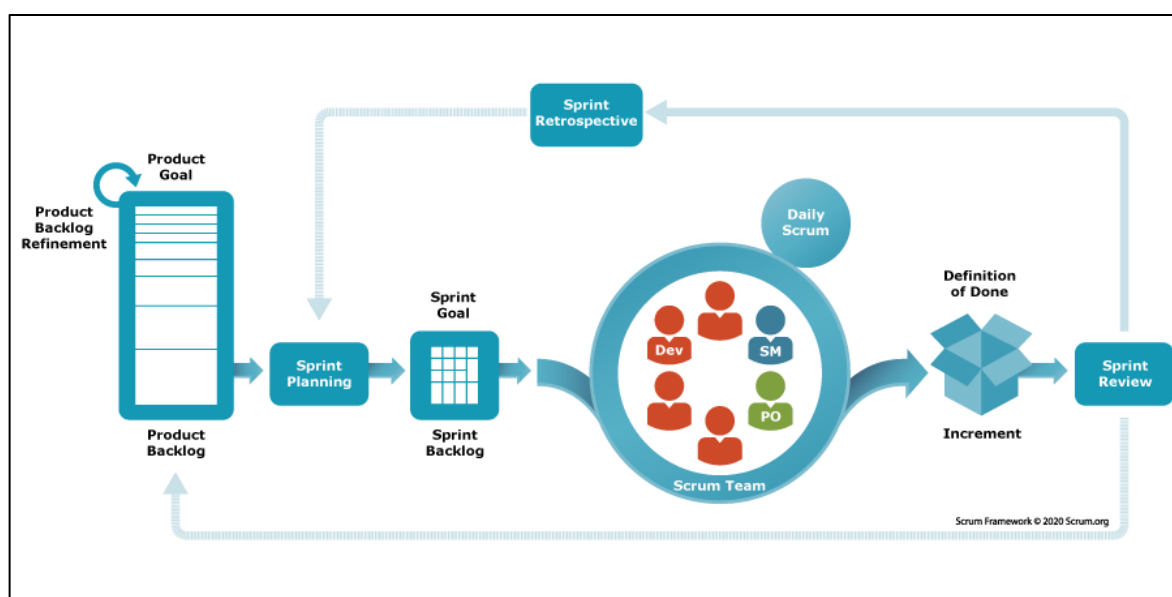 Sprint
Retrospective
Product
Goal
Product
Backlog
Refinement
Daily
Scrum
Definition
of Done
Sprint
Goal
Dev
SM
Sprint
Planning
Sprint
Review
PO
Product
Backlog
Sprint
Backlog
Increment
Scrum Team
Scrum Framework © 2020 Scrum.org